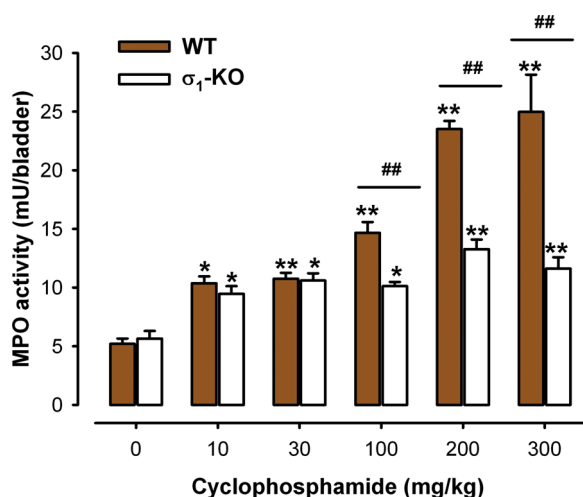 WT
σ1-KO
MPO activity (mU/bladder)
30
25
20
15
10
5
0
* * ** * ** ## * ** ## ** ** ## **
0 10 30 100 200 300
Cyclophosphamide (mg/kg)